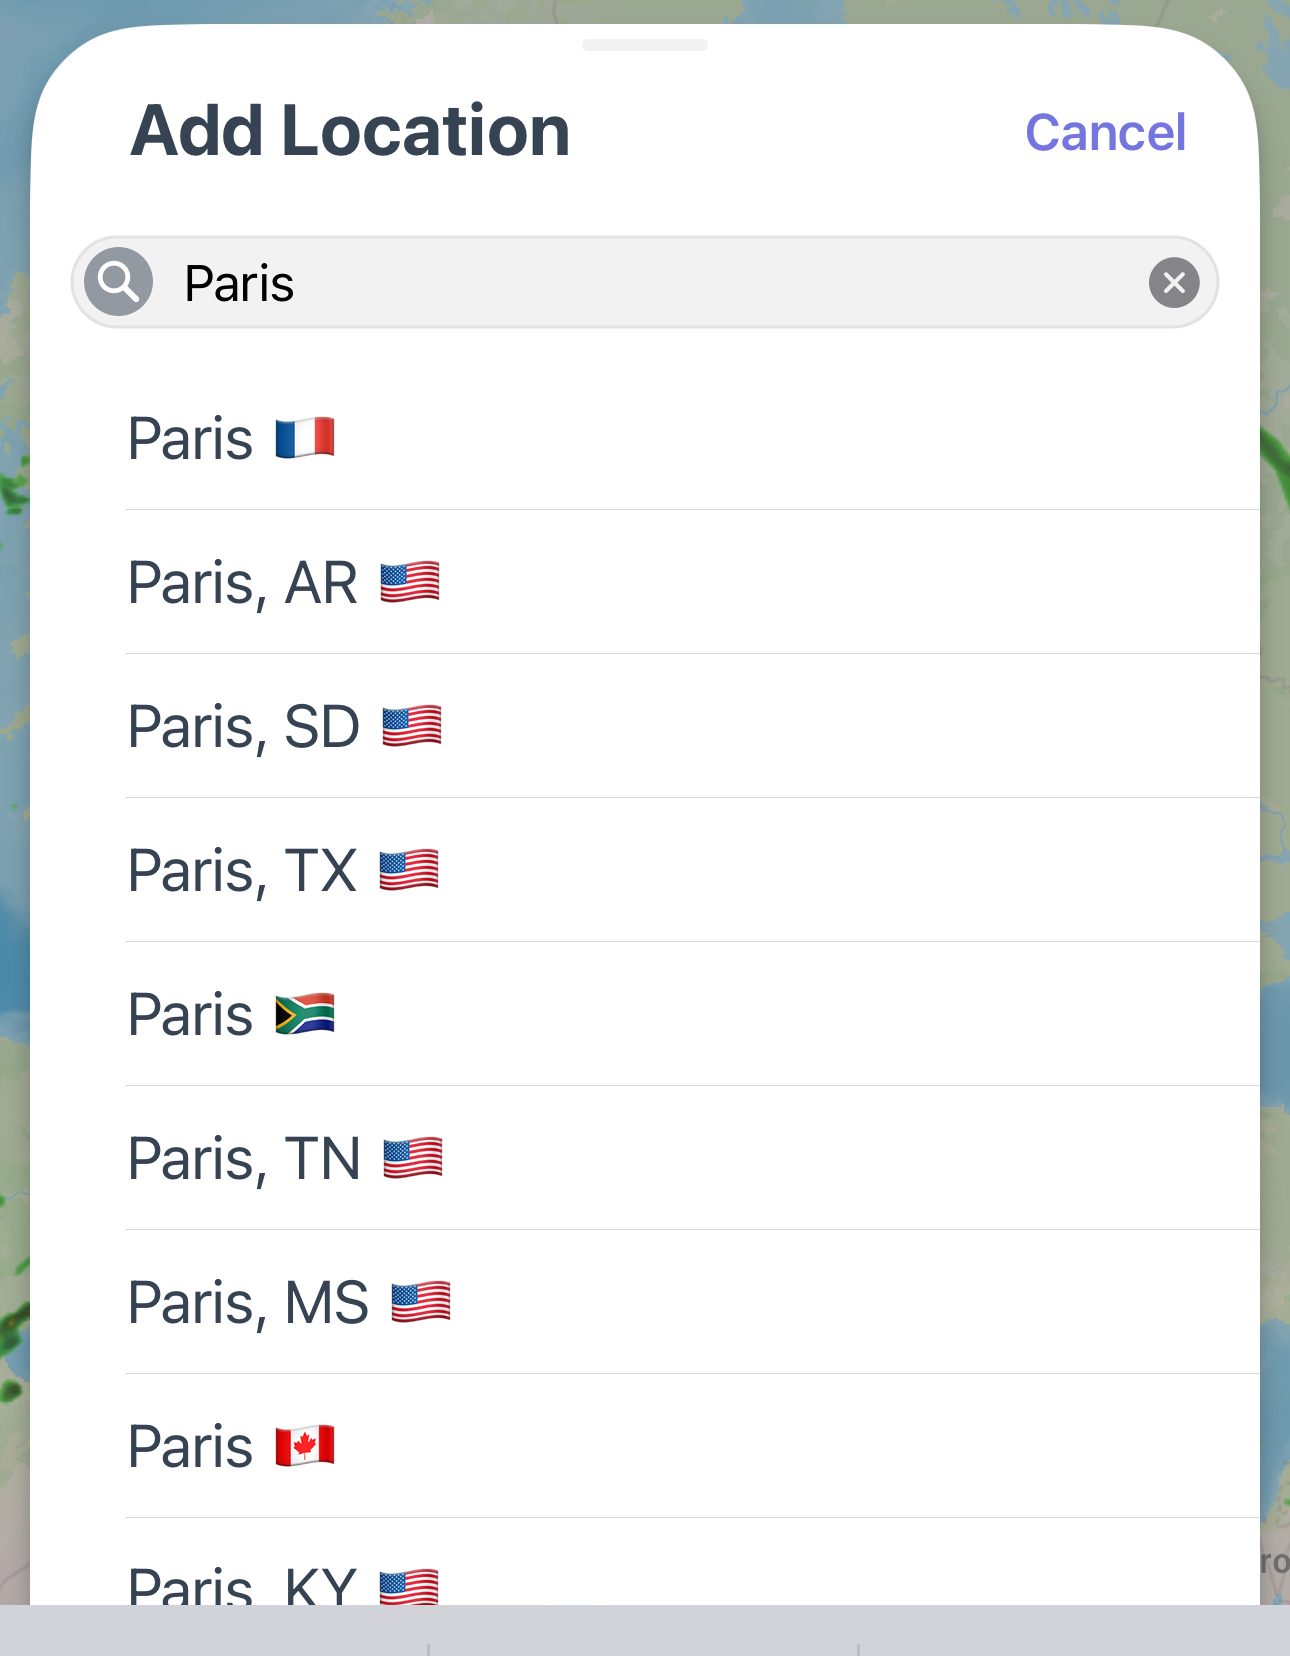 Add Location
Cancel
Paris
Paris 🇫🇷
Paris, AR 🇺🇸
Paris, SD 🇺🇸
Paris, TX 🇺🇸
Paris 🇿🇦
Paris, TN 🇺🇸
Paris, MS 🇺🇸
Paris 🇨🇦
Paris, KY 🇺🇸
ro